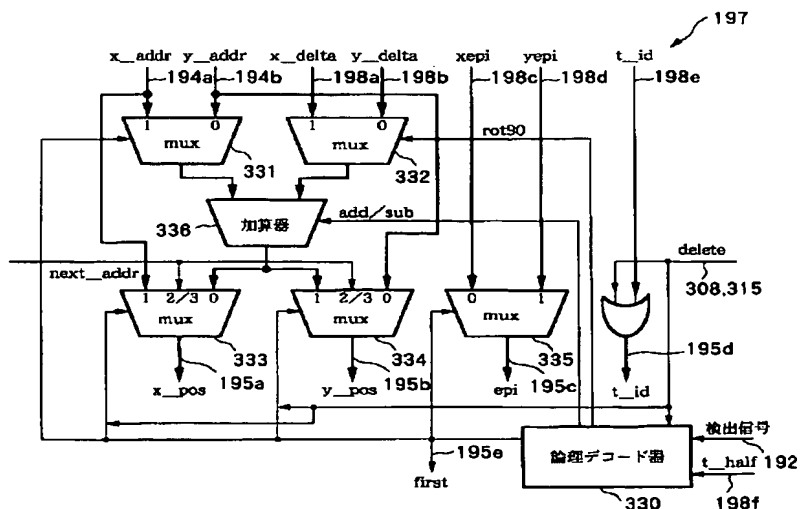 197
x_addr y_addr x_delta y_delta xepi yepi t_id
194a 194b 198a 198b 198c 198d 198e
1 0 1 0
mux mux
rot90
331 332
加算器
add/sub
336
delete
next_addr
308,315
1 2/3 0 1 2/3 0 0 1
mux mux mux
333 334 335
195a 195b 195c 195d
x_pos y_pos epi t_id
検出信号
192
論理デコード器
t_half
195e
first
330
198f